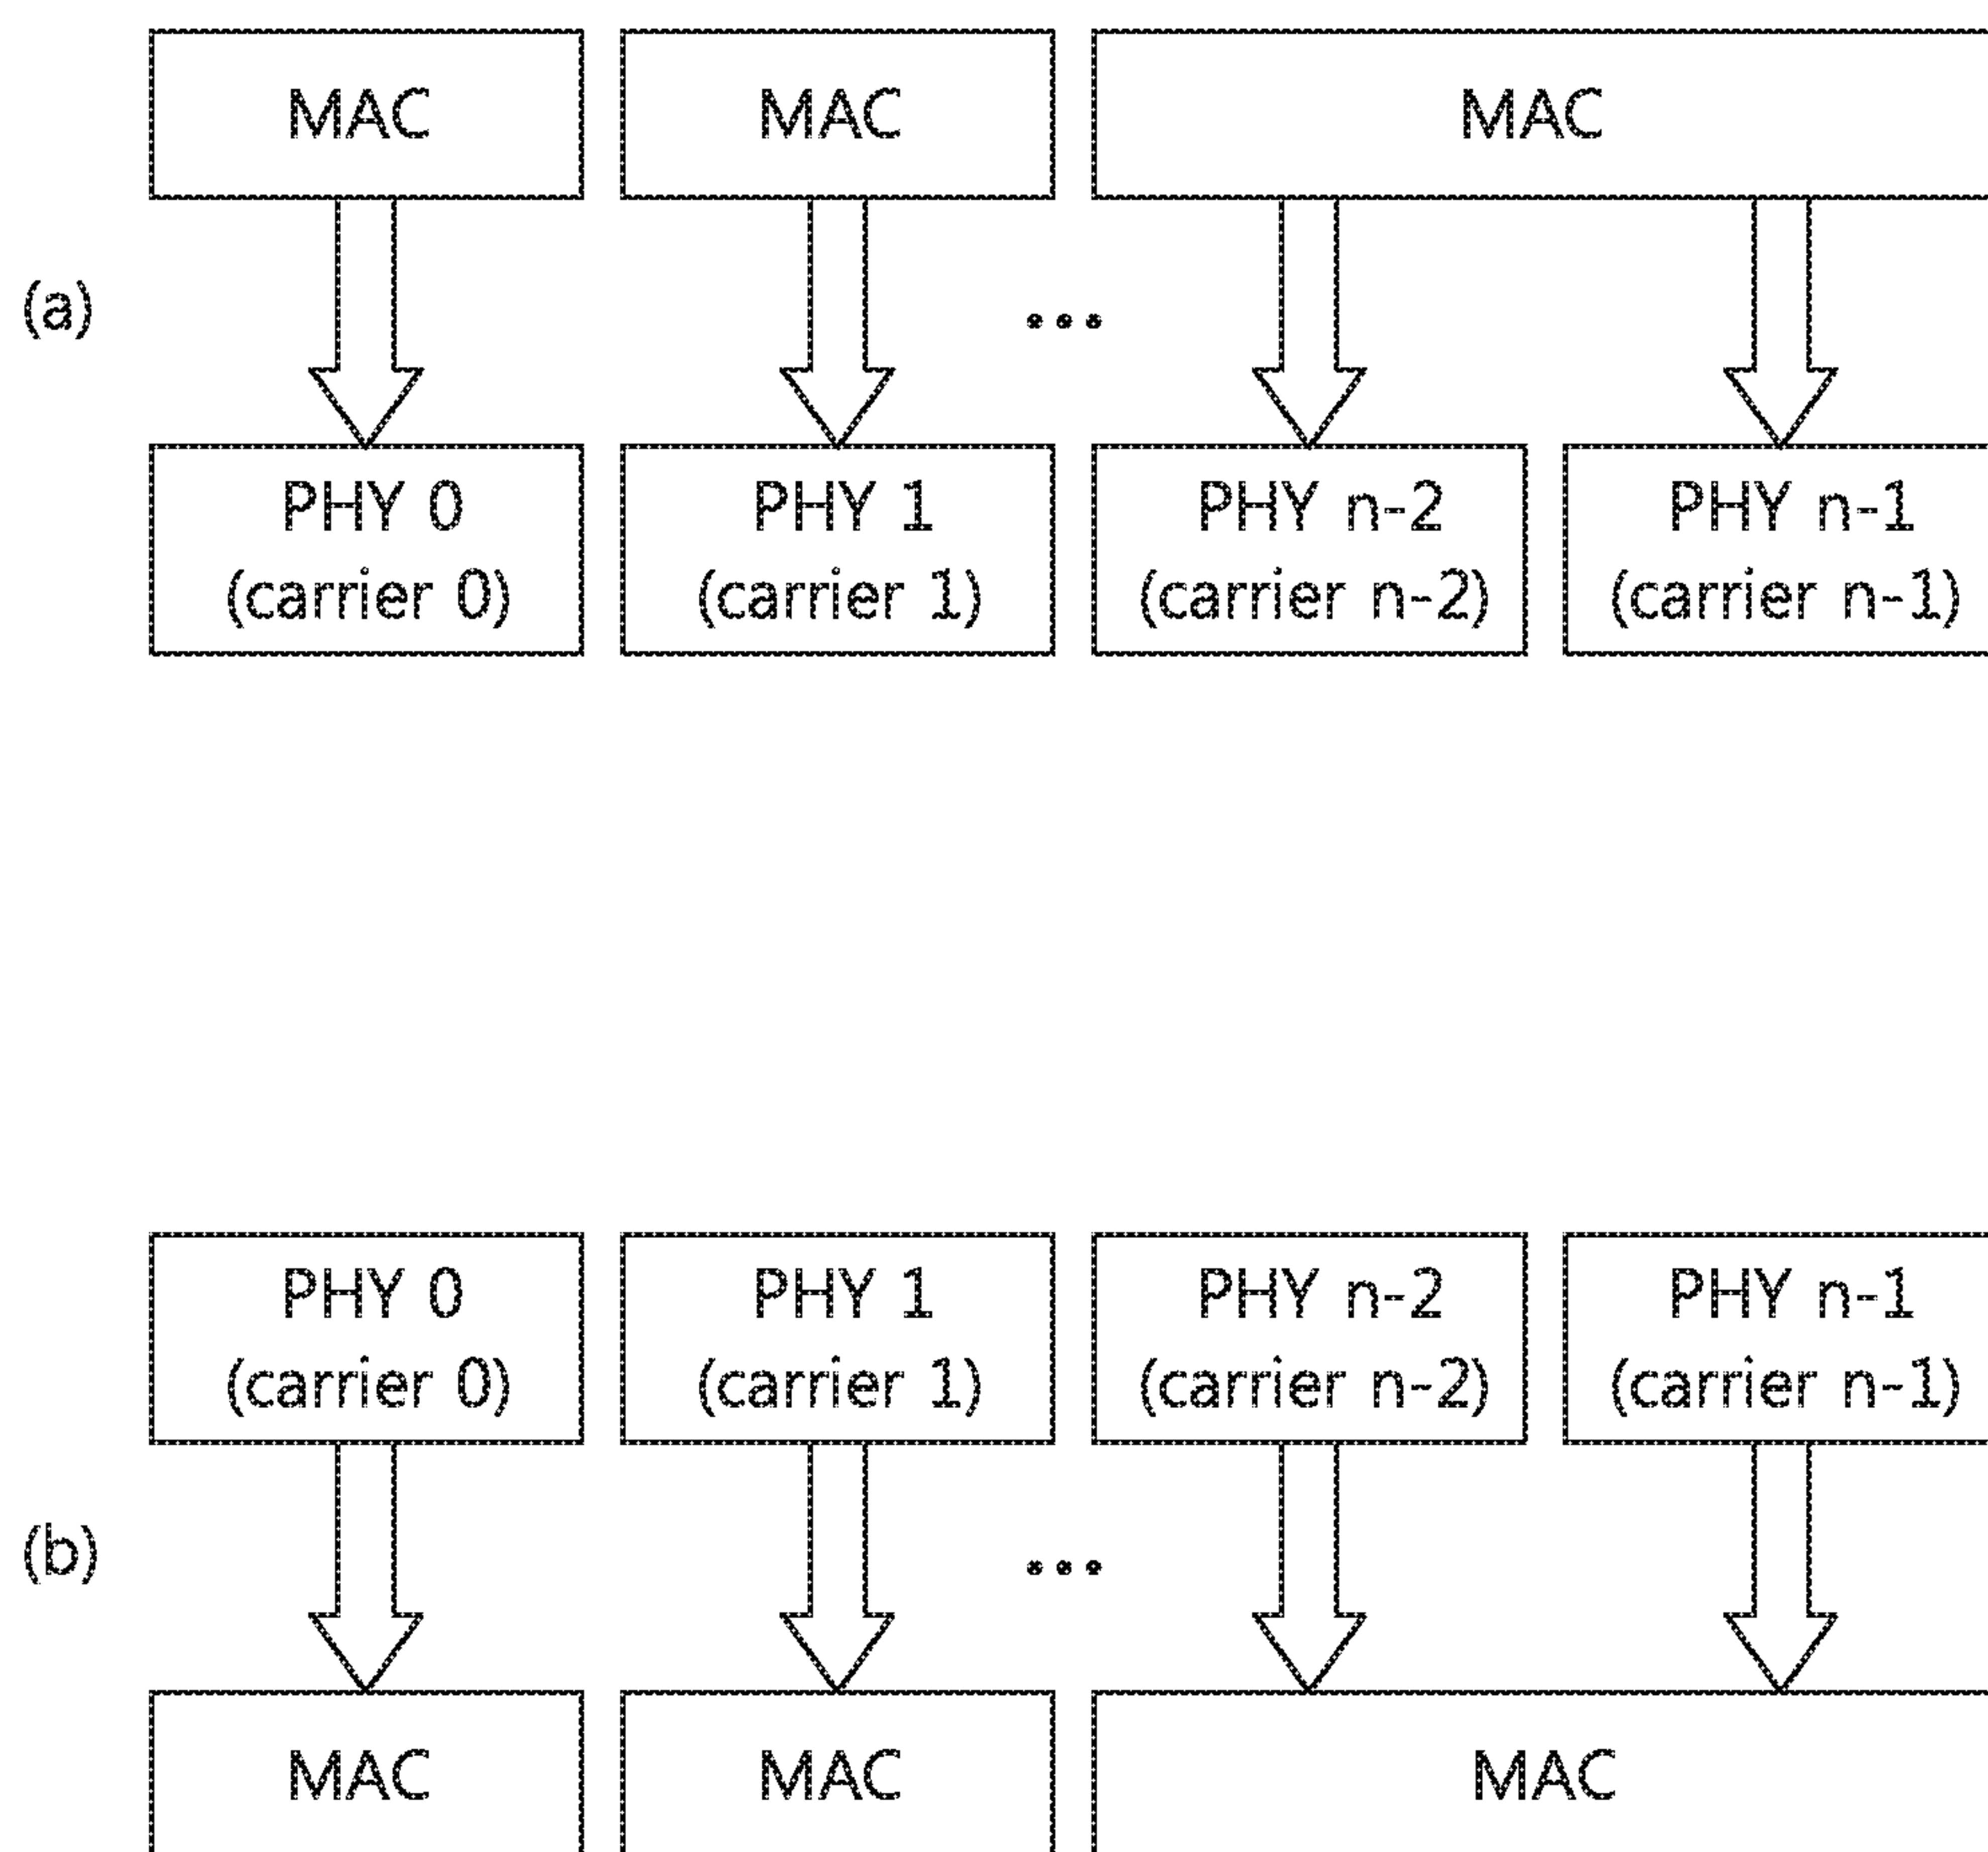 MAC MAC MAC
(a)
...
PHY 0 PHY 1 PHY n-2 PHY n-1
(carrier 0) (carrier 1) (carrier n-2) (carrier n-1)
PHY 0 PHY 1 PHY n-2 PHY n-1
(carrier 0) (carrier 1) (carrier n-2) (carrier n-1)
(b)
...
MAC MAC MAC